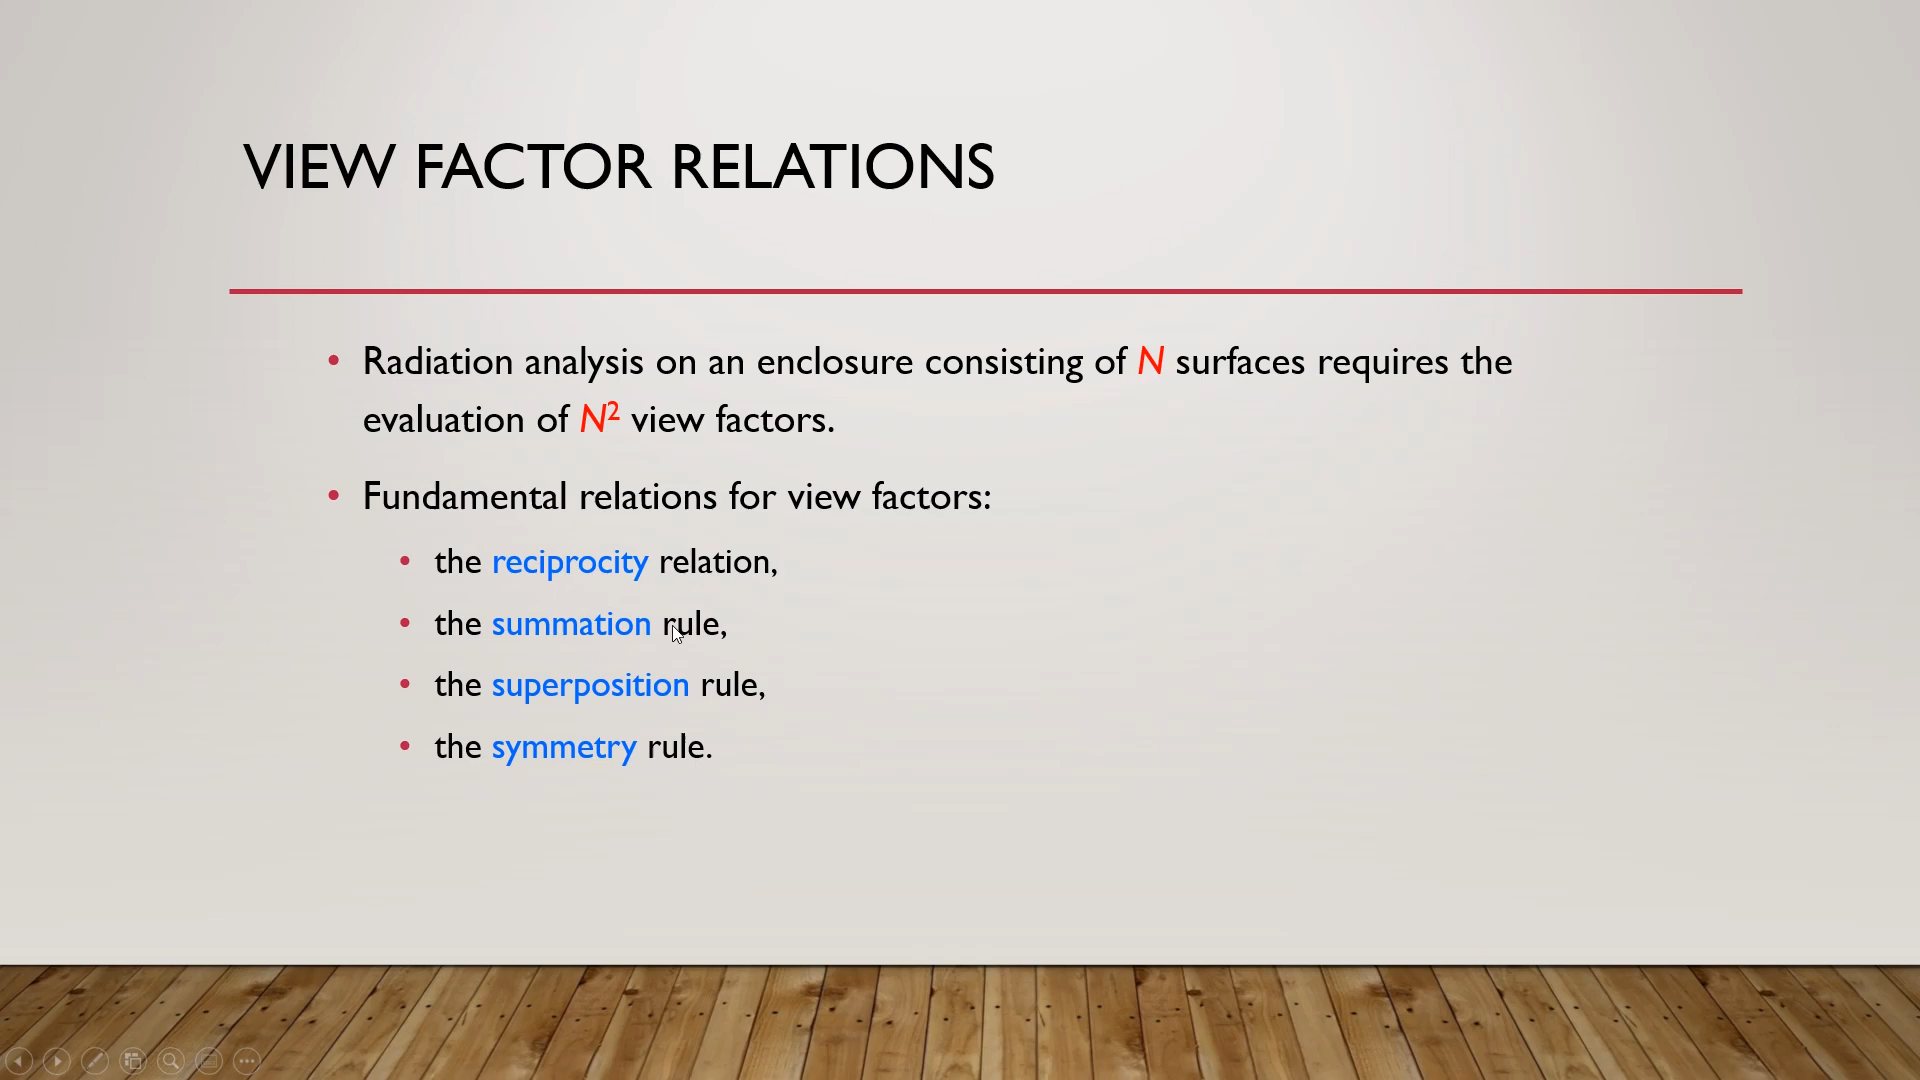 VIEW FACTOR RELATIONS
• Radiation analysis on an enclosure consisting of N surfaces requires the
evaluation of N² view factors.
• Fundamental relations for view factors:
• the reciprocity relation,
• the summation rule,
• the superposition rule,
• the symmetry rule.